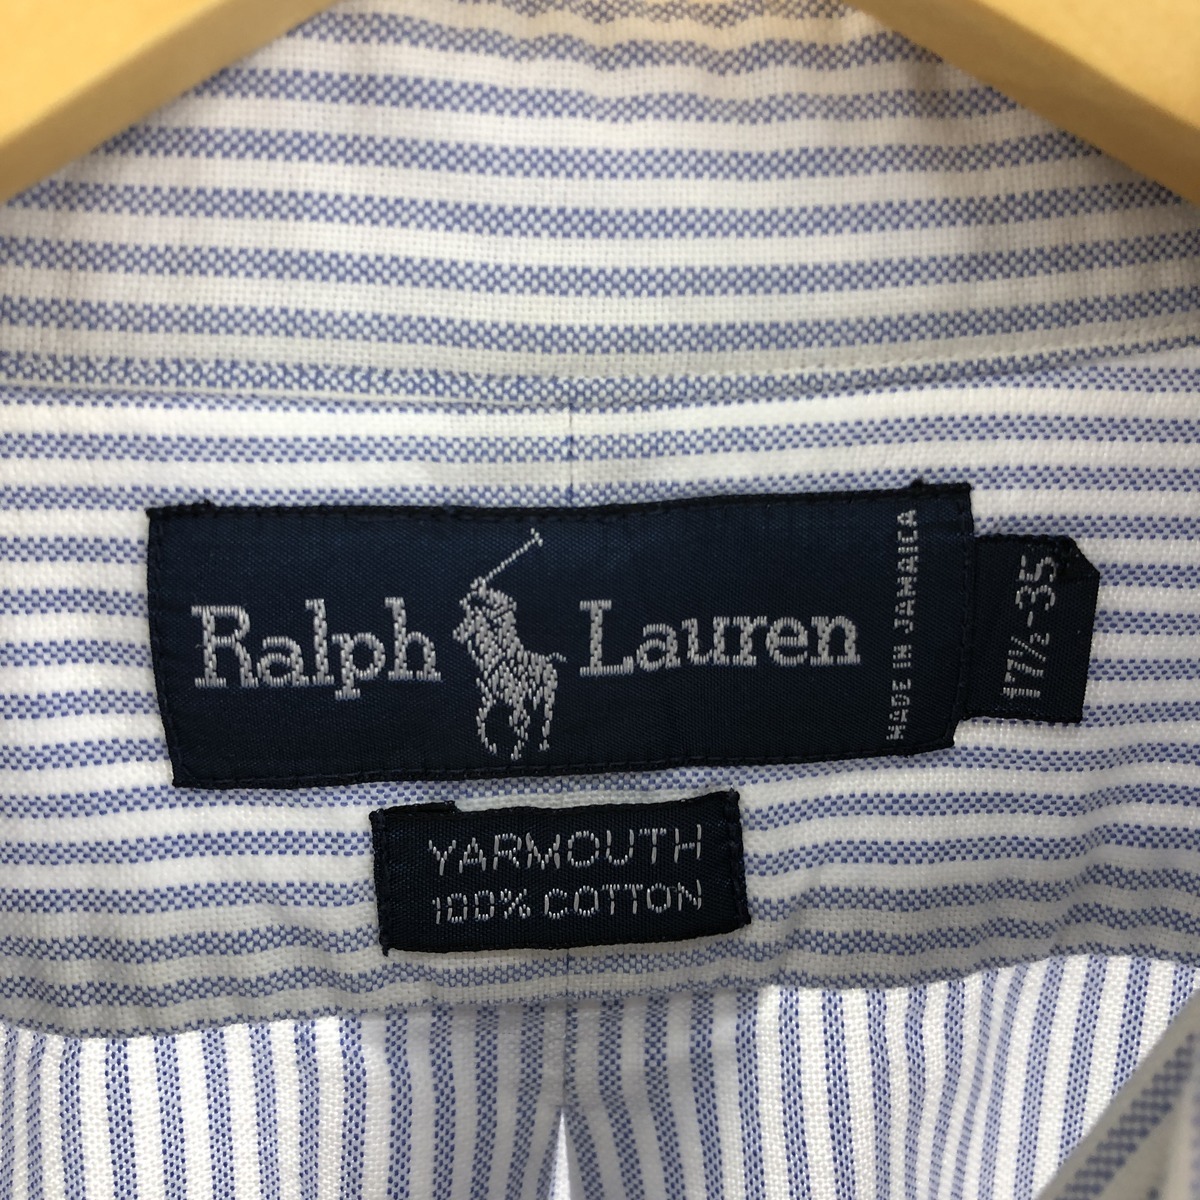 Ralph Lauren
MADE IN JAMAICA
17½-35
YARMOUTH
100% COTTON